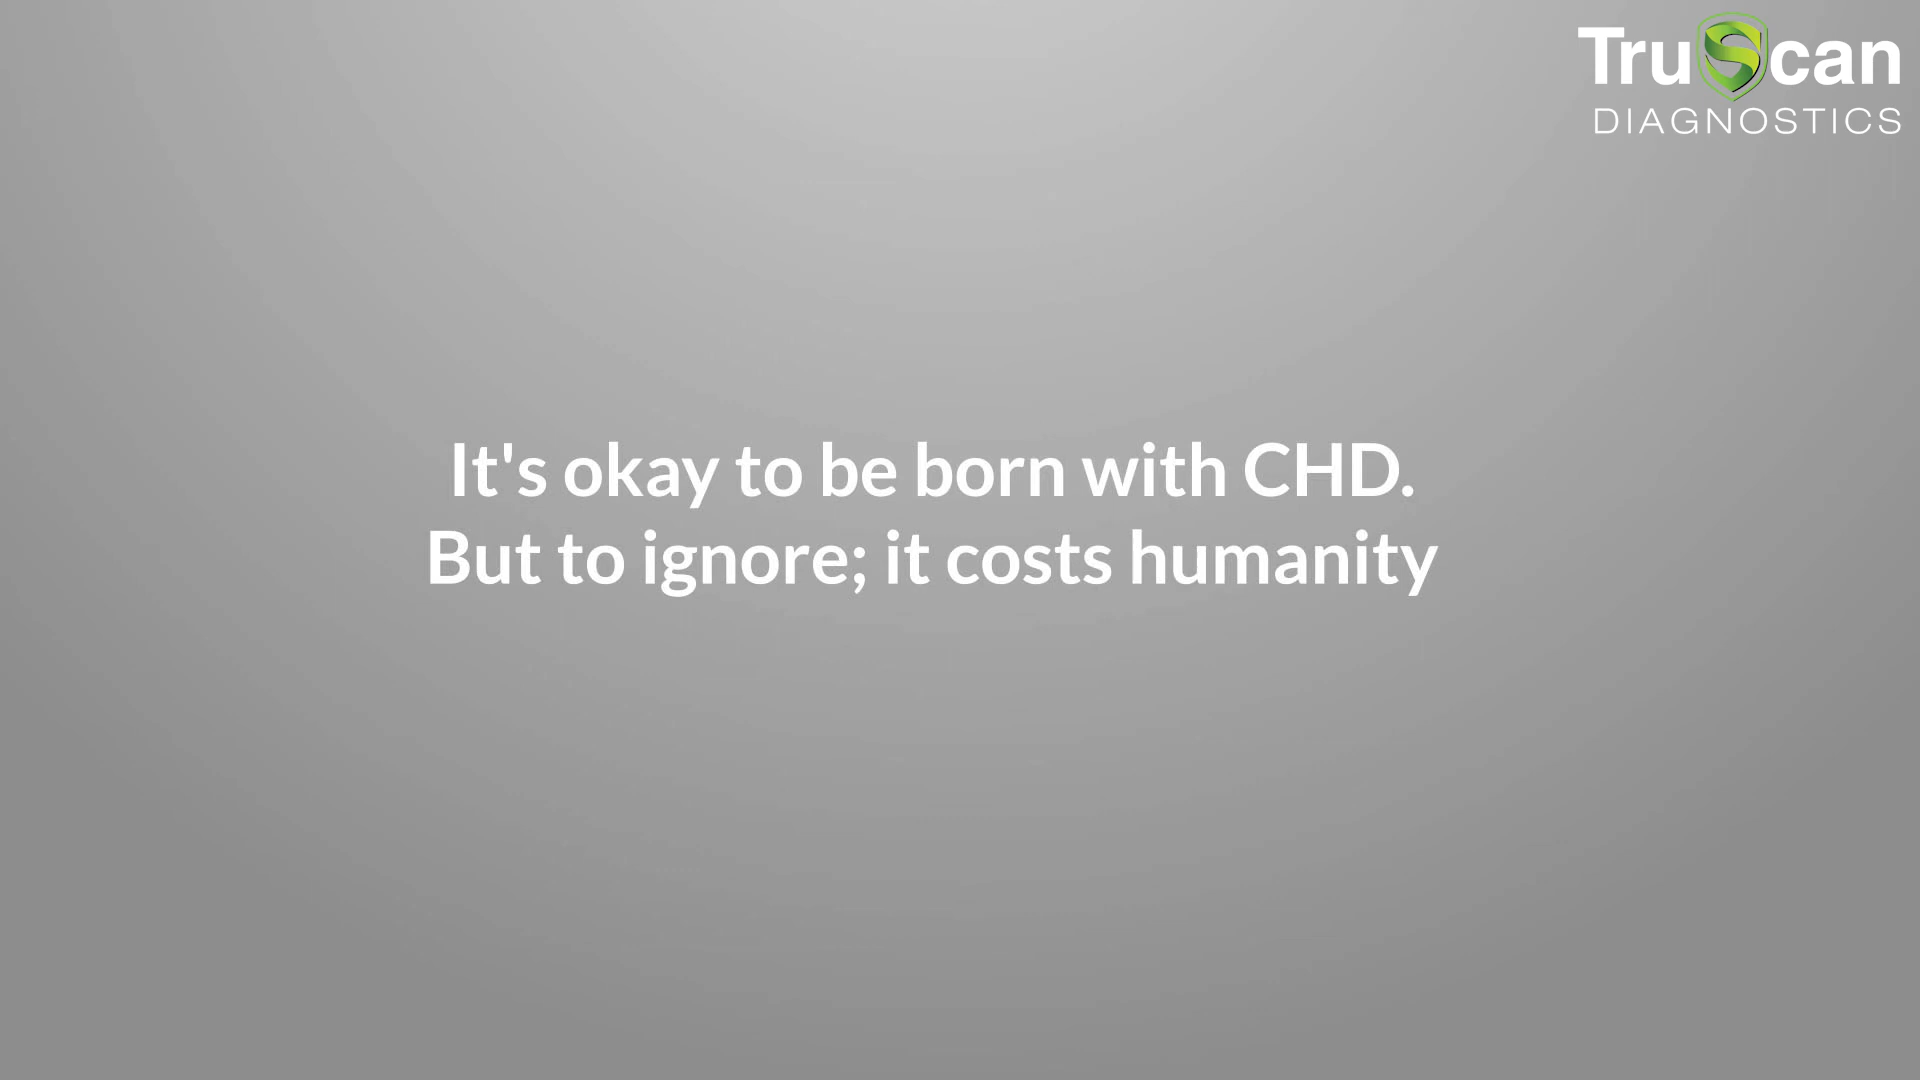 TruScan
DIAGNOSTICS
It's okay to be born with CHD.
But to ignore; it costs humanity